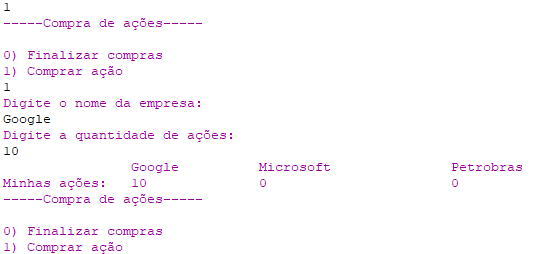 1
-----Compra de ações-----
0) Finalizar compras
1) Comprar ação
1
Digite o nome da empresa:
Google
Digite a quantidade de ações:
10
Google Microsoft Petrobras
Minhas ações: 10 0 0
-----Compra de ações-----
0) Finalizar compras
1) Comprar ação